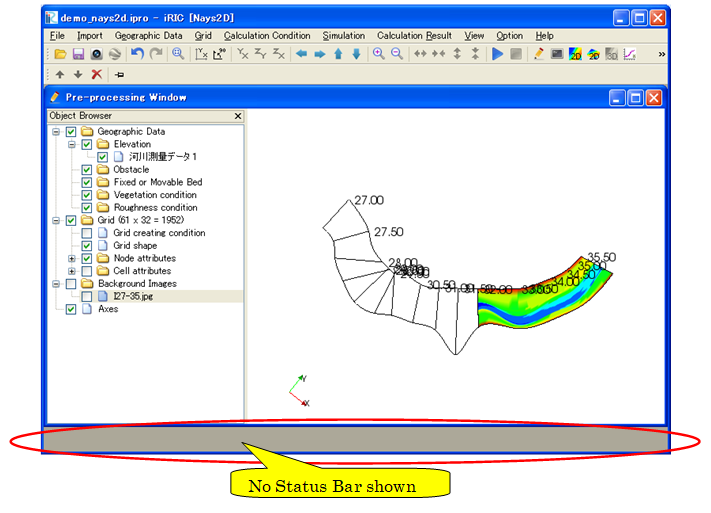 demo_nays2d.ipro - iRIC [Nays2D]
File Import Geographic Data Grid Calculation Condition Simulation Calculation Result View Option Help
Pre-processing Window
Object Browser
Geographic Data
Elevation
河川測量データ1
Obstacle
Fixed or Movable Bed
Vegetation condition
Roughness condition
Grid (61 x 32 = 1952)
Grid creating condition
Grid shape
Node attributes
Cell attributes
Background Images
I27-35.jpg
Axes
27.00
27.50
28.00
30.50
31.00
32.00
34.00
34.50
35.00
35.50
Y
X
No Status Bar shown